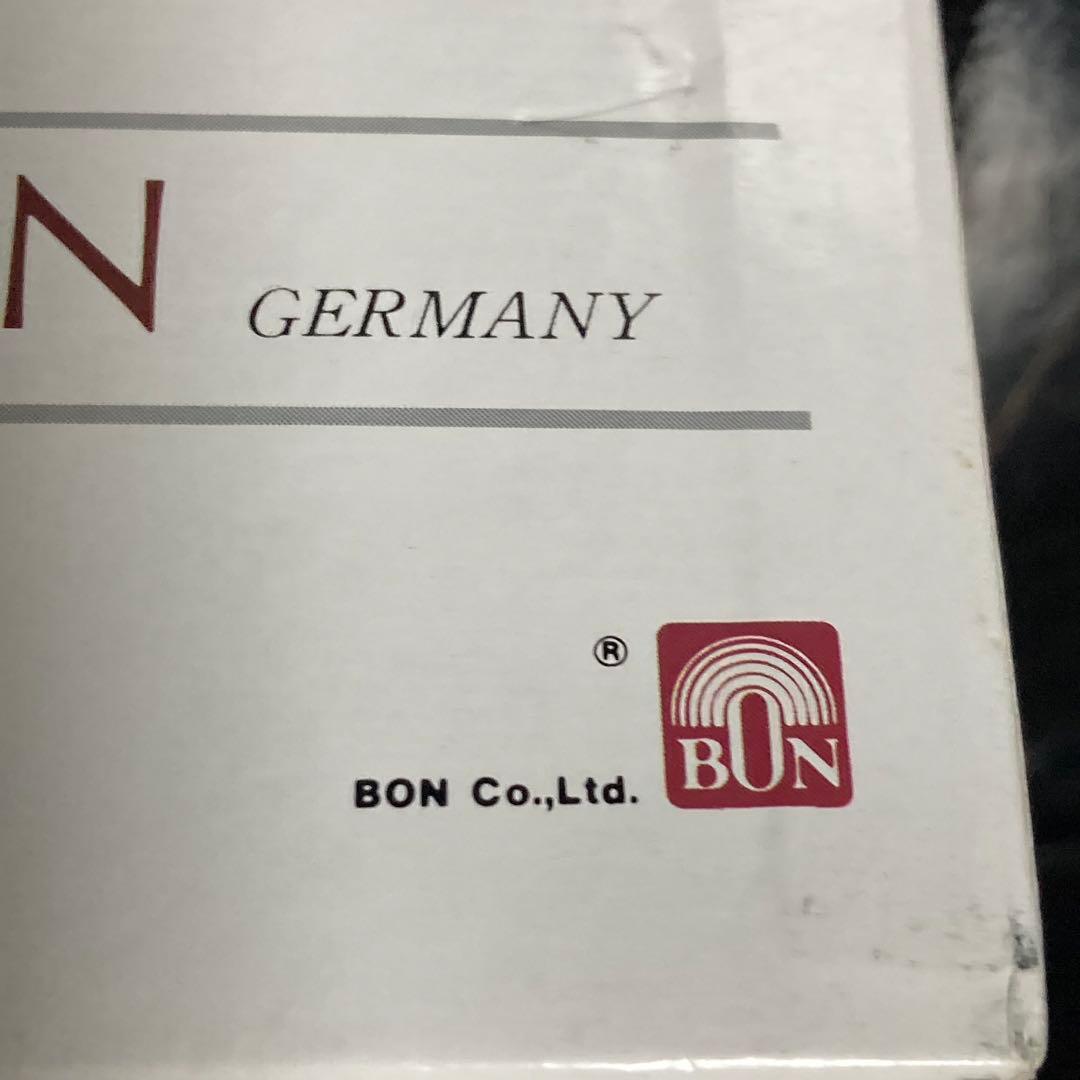 N GERMANY
®
BON
BON Co.,Ltd.